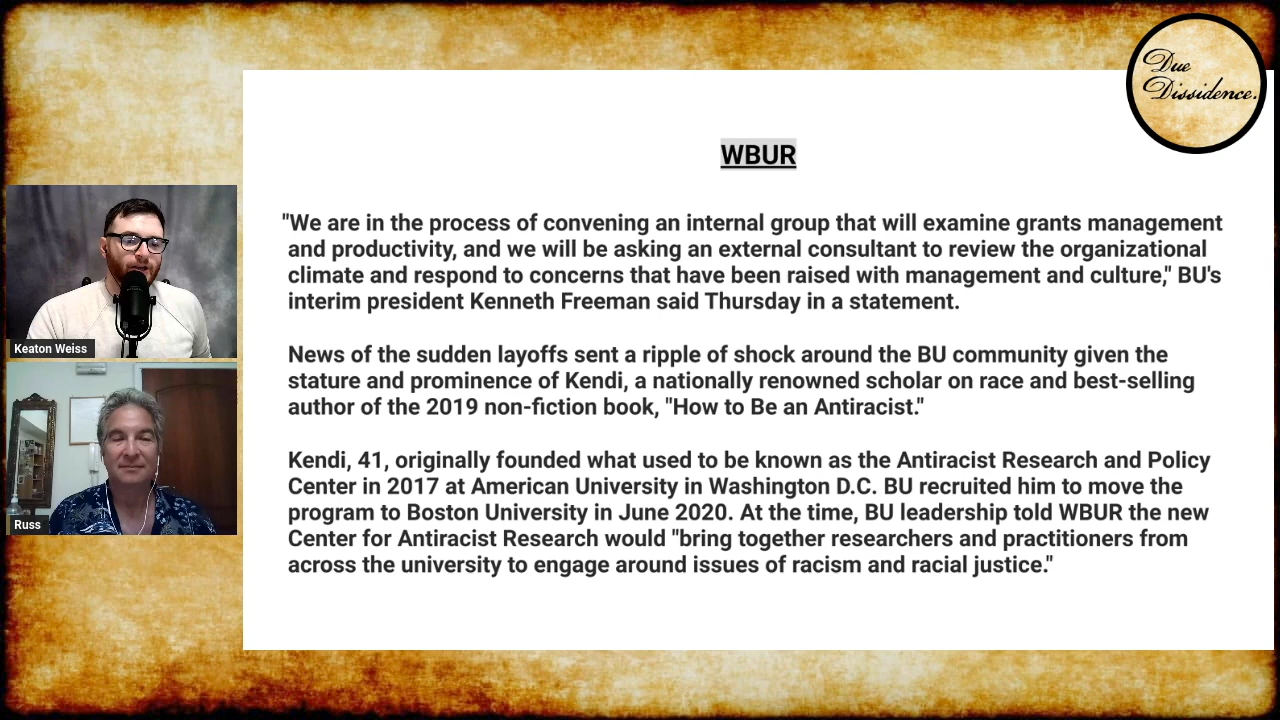 Due
Dissidence.
WBUR
"We are in the process of convening an internal group that will examine grants management
and productivity, and we will be asking an external consultant to review the organizational
climate and respond to concerns that have been raised with management and culture," BU's
interim president Kenneth Freeman said Thursday in a statement.
News of the sudden layoffs sent a ripple of shock around the BU community given the
stature and prominence of Kendi, a nationally renowned scholar on race and best-selling
author of the 2019 non-fiction book, "How to Be an Antiracist."
Kendi, 41, originally founded what used to be known as the Antiracist Research and Policy
Center in 2017 at American University in Washington D.C. BU recruited him to move the
program to Boston University in June 2020. At the time, BU leadership told WBUR the new
Center for Antiracist Research would "bring together researchers and practitioners from
across the university to engage around issues of racism and racial justice."
Keaton Weiss
Russ